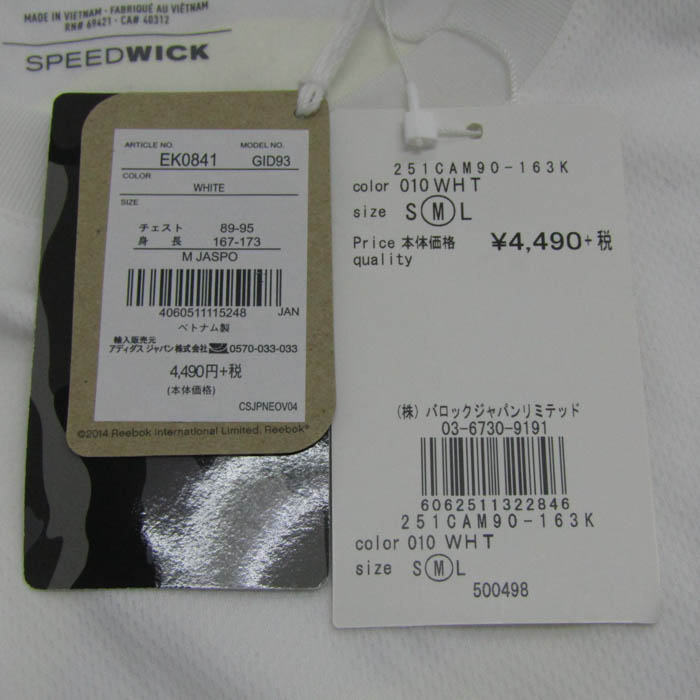 MADE IN VIETNAM • FABRIQUÉ AU VIÊTNAM
RN# 69421 - CA# 40312
SPEEDWICK
ARTICLE NO. MODEL NO.
EK0841 GID93
COLOR
WHITE
SIZE
チェスト 89-95
身 長 167-173
M JASPO
4060511115248 JAN
ベトナム製
輸入販売元
アディダス ジャパン株式会社 0570-033-033
4,490円+税
(本体価格)
CSJPNEOV04
©2014 Reebok International Limited. Reebok®
251CAM90-163K
color 010 WHT
size S M L
Price 本体価格 ¥4,490+税
quality
(株) バロックジャパンリミテッド
03-6730-9191
6062511322846
251CAM90-163K
color 010 WHT
size S M L
500498